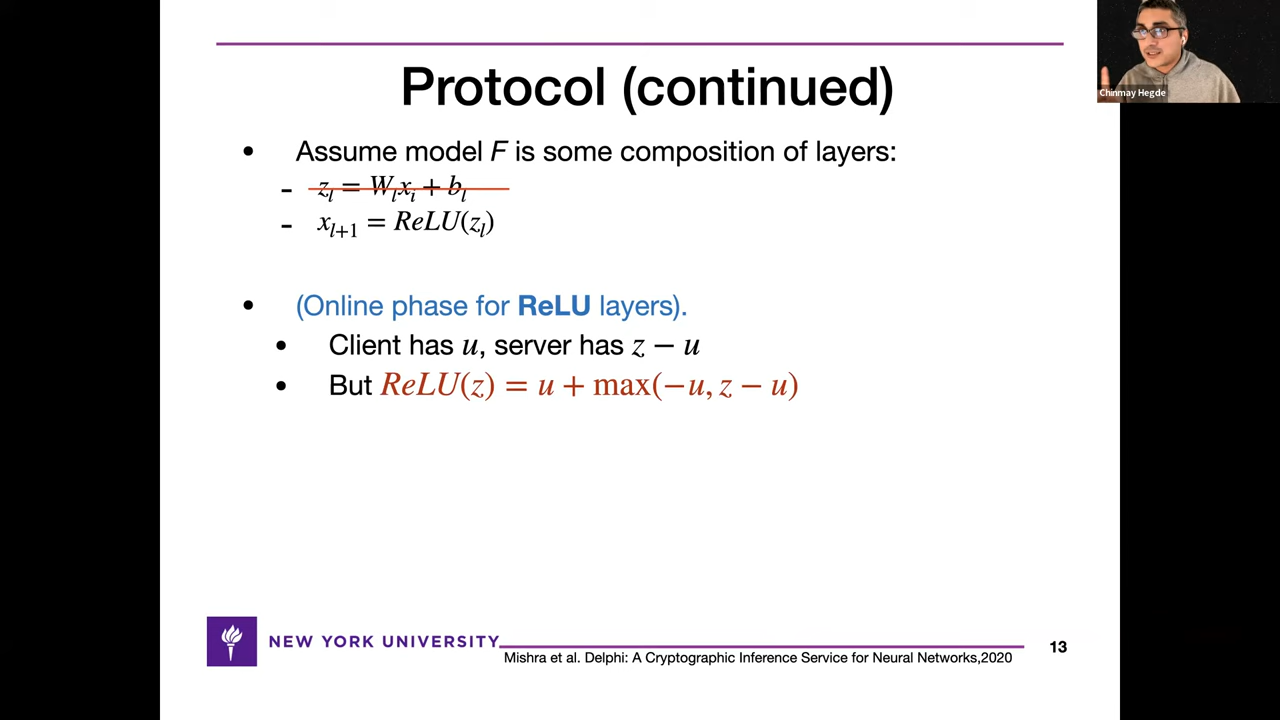 Chinmay Hegde
Protocol (continued)
• Assume model F is some composition of layers:
- z_l = W_l x_i + b_l
- x_{l+1} = ReLU(z_l)
• (Online phase for ReLU layers).
• Client has u, server has z − u
• But ReLU(z) = u + max(−u, z − u)
NEW YORK UNIVERSITY
Mishra et al. Delphi: A Cryptographic Inference Service for Neural Networks,2020
13